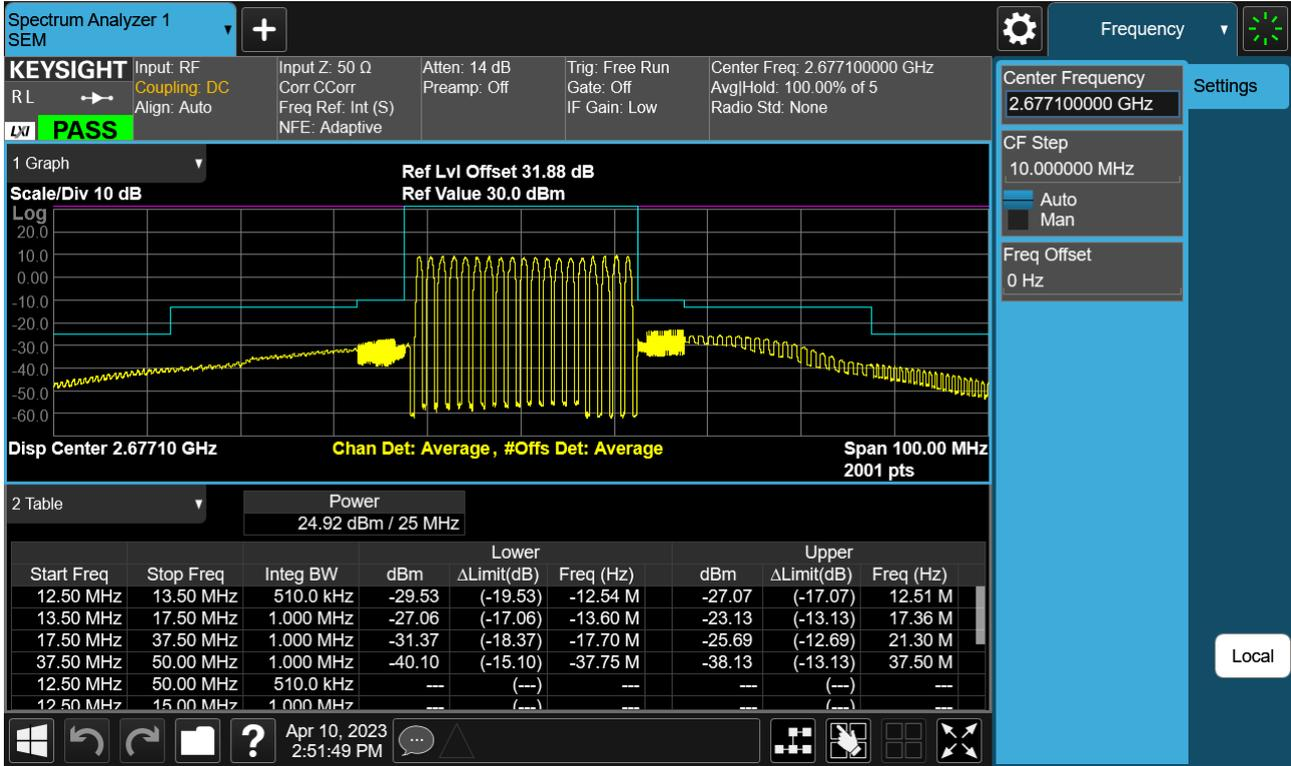 Spectrum Analyzer 1
SEM
Frequency
KEYSIGHT Input: RF Input Z: 50 Ω Atten: 14 dB Trig: Free Run Center Freq: 2.677100000 GHz
RL Coupling: DC Corr CCorr Preamp: Off Gate: Off Avg|Hold: 100.00% of 5
Align: Auto Freq Ref: Int (S) IF Gain: Low Radio Std: None
LXI PASS NFE: Adaptive
Center Frequency
2.677100000 GHz
Settings
CF Step
10.000000 MHz
Auto
Man
Freq Offset
0 Hz
1 Graph
Ref Lvl Offset 31.88 dB
Scale/Div 10 dB Ref Value 30.0 dBm
Log
20.0
10.0
0.00
-10.0
-20.0
-30.0
-40.0
-50.0
-60.0
Disp Center 2.67710 GHz Chan Det: Average, #Offs Det: Average Span 100.00 MHz
2001 pts
2 Table
Power
24.92 dBm / 25 MHz
Lower Upper
Start Freq Stop Freq Integ BW dBm ΔLimit(dB) Freq (Hz) dBm ΔLimit(dB) Freq (Hz)
12.50 MHz 13.50 MHz 510.0 kHz -29.53 (-19.53) -12.54 M -27.07 (-17.07) 12.51 M
13.50 MHz 17.50 MHz 1.000 MHz -27.06 (-17.06) -13.60 M -23.13 (-13.13) 17.36 M
17.50 MHz 37.50 MHz 1.000 MHz -31.37 (-18.37) -17.70 M -25.69 (-12.69) 21.30 M
37.50 MHz 50.00 MHz 1.000 MHz -40.10 (-15.10) -37.75 M -38.13 (-13.13) 37.50 M
12.50 MHz 50.00 MHz 510.0 kHz --- (---) --- --- (---) ---
12.50 MHz 15.00 MHz 1.000 MHz --- (---) --- --- (---) ---
Local
? Apr 10, 2023
2:51:49 PM